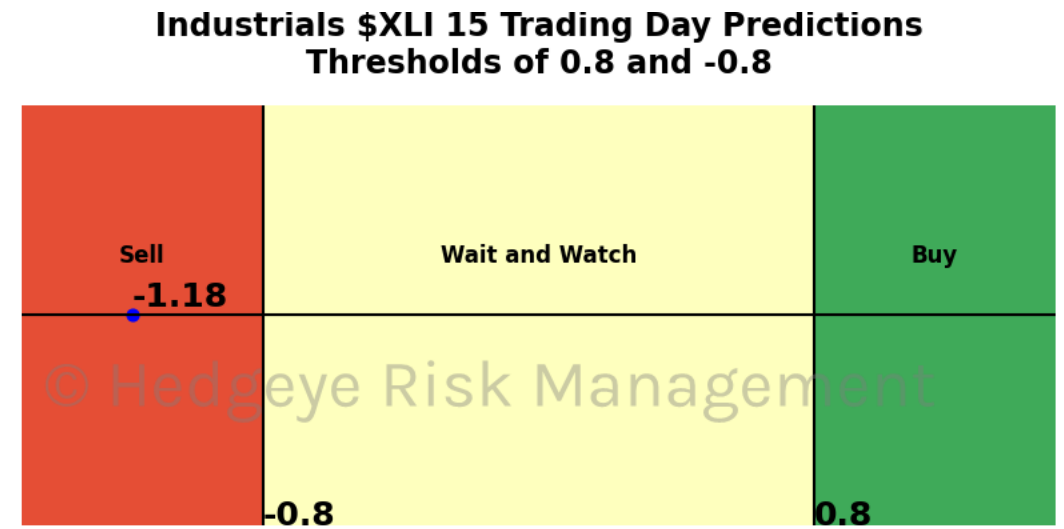 Industrials $XLI 15 Trading Day Predictions
Thresholds of 0.8 and -0.8
Sell
Wait and Watch
Buy
-1.18
© Hedgeye Risk Management
-0.8
0.8